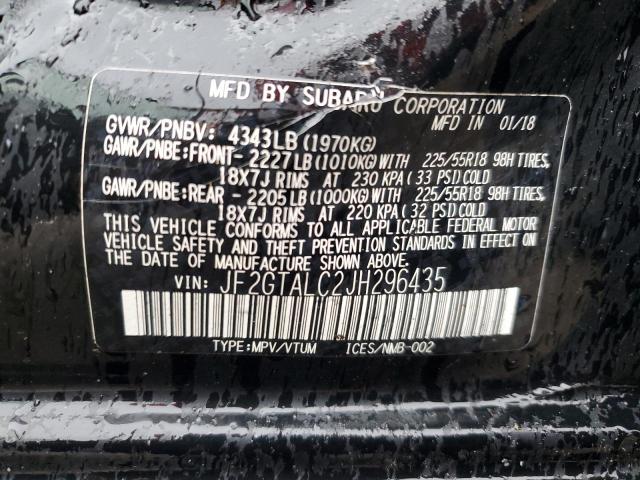 MFD BY SUBARU CORPORATION
MFD IN 01/18
GVWR/PNBV: 4343LB (1970KG)
GAWR/PNBE:FRONT- 2227LB(1010KG)WITH 225/55R18 98H TIRES,
18X7J RIMS AT 230 KPA (33 PSI)COLD
GAWR/PNBE:REAR - 2205LB(1000KG)WITH 225/55R18 98H TIRES,
18X7J RIMS AT 220 KPA (32 PSI)COLD
THIS VEHICLE CONFORMS TO ALL APPLICABLE FEDERAL MOTOR
VEHICLE SAFETY AND THEFT PREVENTION STANDARDS IN EFFECT ON
THE DATE OF MANUFACTURE SHOWN ABOVE.
VIN: JF2GTALC2JH296435
TYPE:MPV/VTUM ICES/NMB-002